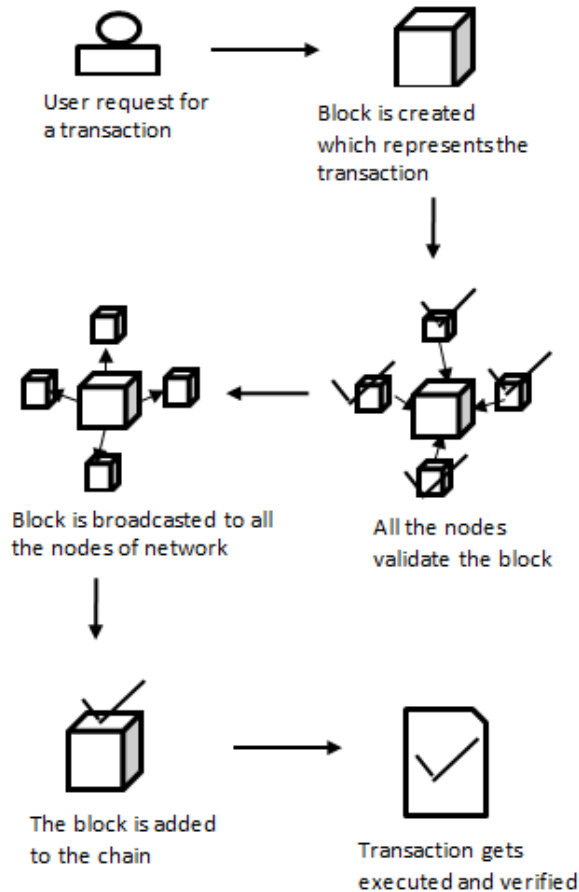 User request for
a transaction
Block is created
which represents the
transaction
All the nodes
validate the block
Block is broadcasted to all
the nodes of network
The block is added
to the chain
Transaction gets
executed and verified